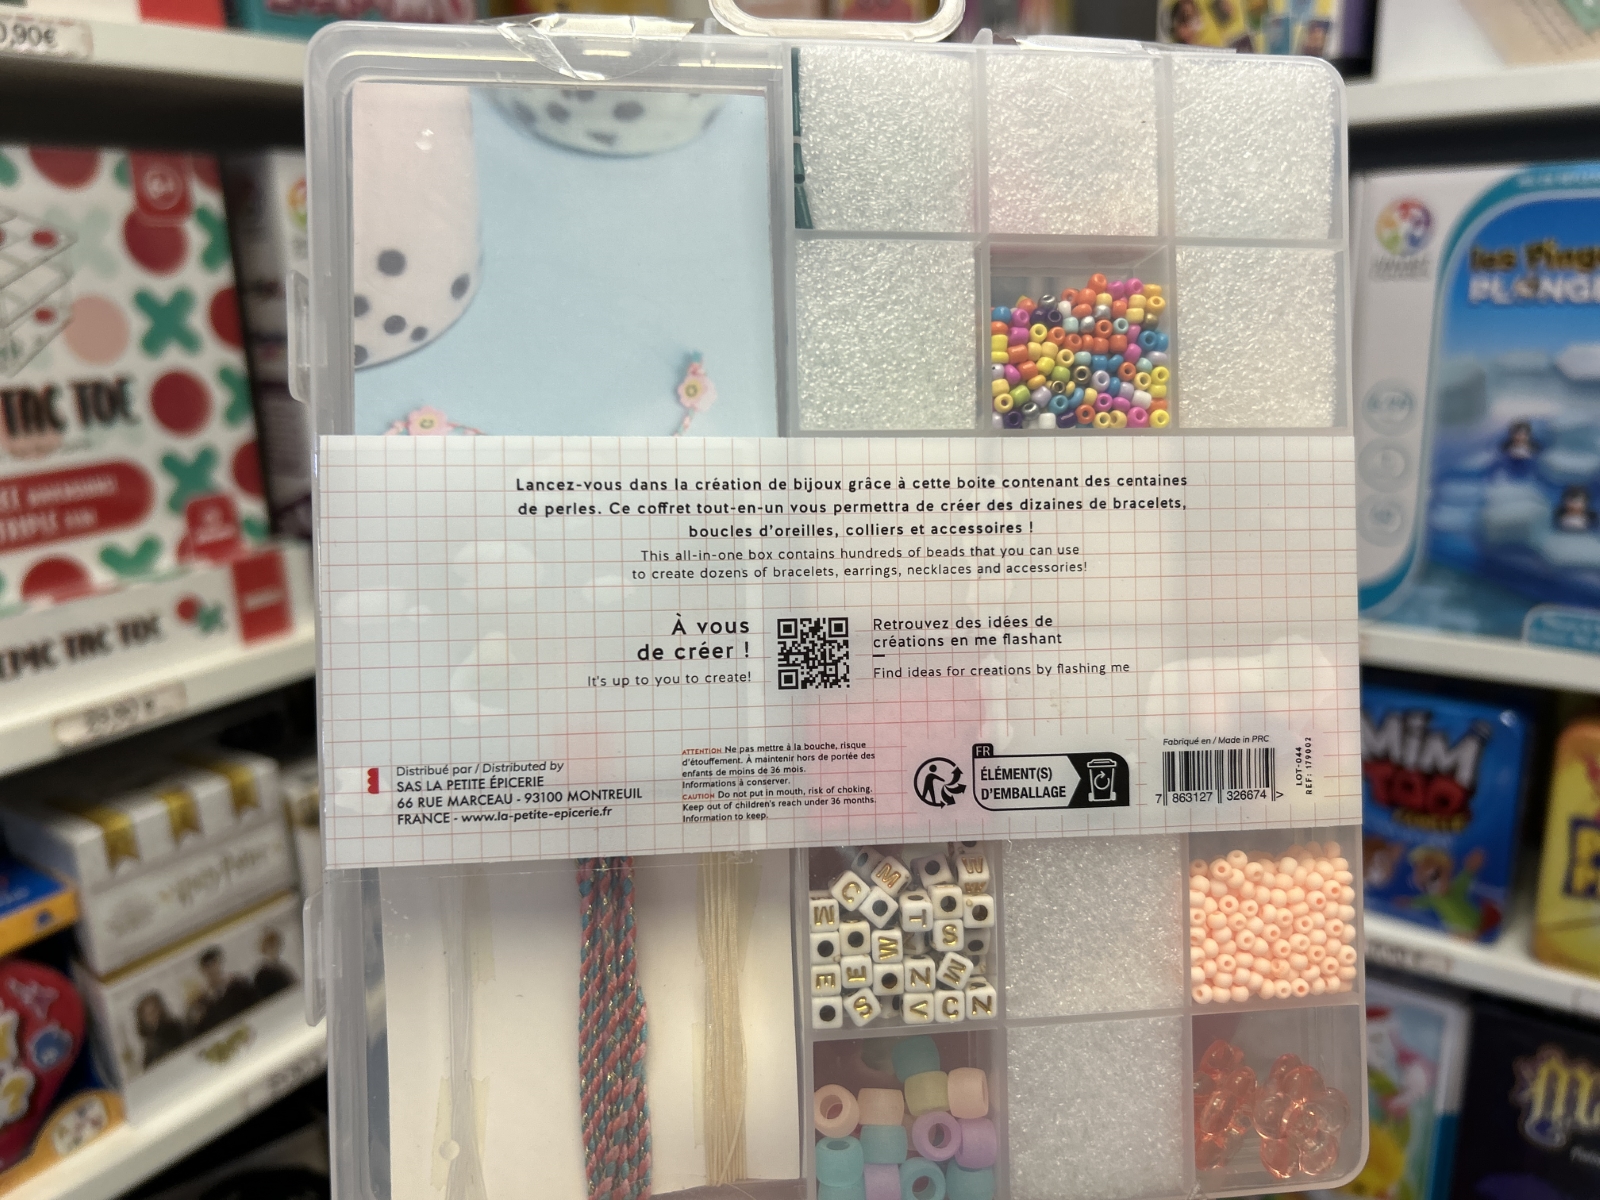 0,90€
TAC TOE
EPIC TAC TOC
Lancez-vous dans la création de bijoux grâce à cette boite contenant des centaines
de perles. Ce coffret tout-en-un vous permettra de créer des dizaines de bracelets,
boucles d'oreilles, colliers et accessoires !
This all-in-one box contains hundreds of beads that you can use
to create dozens of bracelets, earrings, necklaces and accessories!
À vous
de créer !
It's up to you to create!
Retrouvez des idées de
créations en me flashant
Find ideas for creations by flashing me
Distribué par / Distributed by
SAS LA PETITE ÉPICERIE
66 RUE MARCEAU - 93100 MONTREUIL
FRANCE - www.la-petite-epicerie.fr
ATTENTION Ne pas mettre à la bouche, risque
d'étouffement. À maintenir hors de portée des
enfants de moins de 36 mois.
Informations à conserver.
CAUTION Do not put in mouth, risk of choking.
Keep out of children's reach under 36 months.
Information to keep.
FR
ÉLÉMENT(S)
D'EMBALLAGE
Fabriqué en / Made in PRC
7 863127 326674 >
LOT-044
REF: 179002
les
MiM